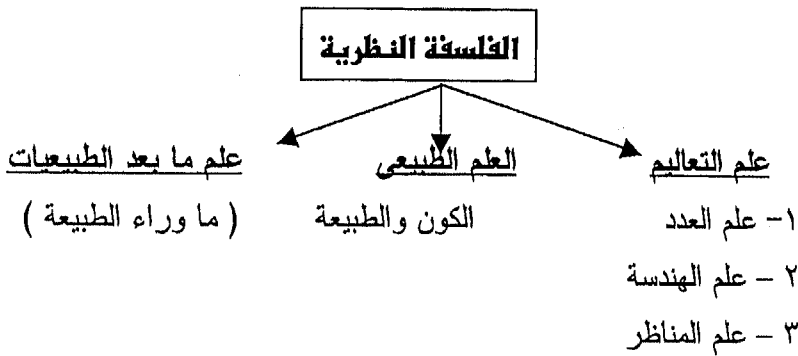 الفلسفة النظرية
علم التعاليم
١- علم العدد
٢ – علم الهندسة
٣ – علم المناظر
العلم الطبيعى
الكون والطبيعة
علم ما بعد الطبيعيات
( ما وراء الطبيعة )